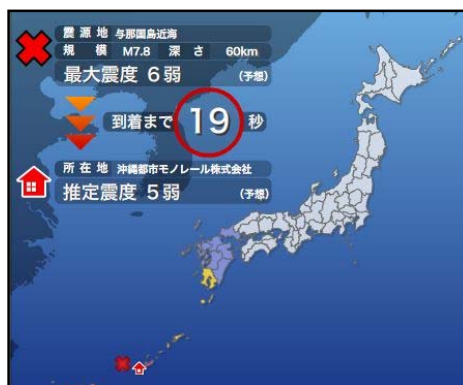 震源地 与那国島近海
規模 M7.8 深さ 60km
最大震度 6弱 (予想)
到着まで 19 秒
所在地 沖縄都市モノレール株式会社
推定震度 5弱 (予想)